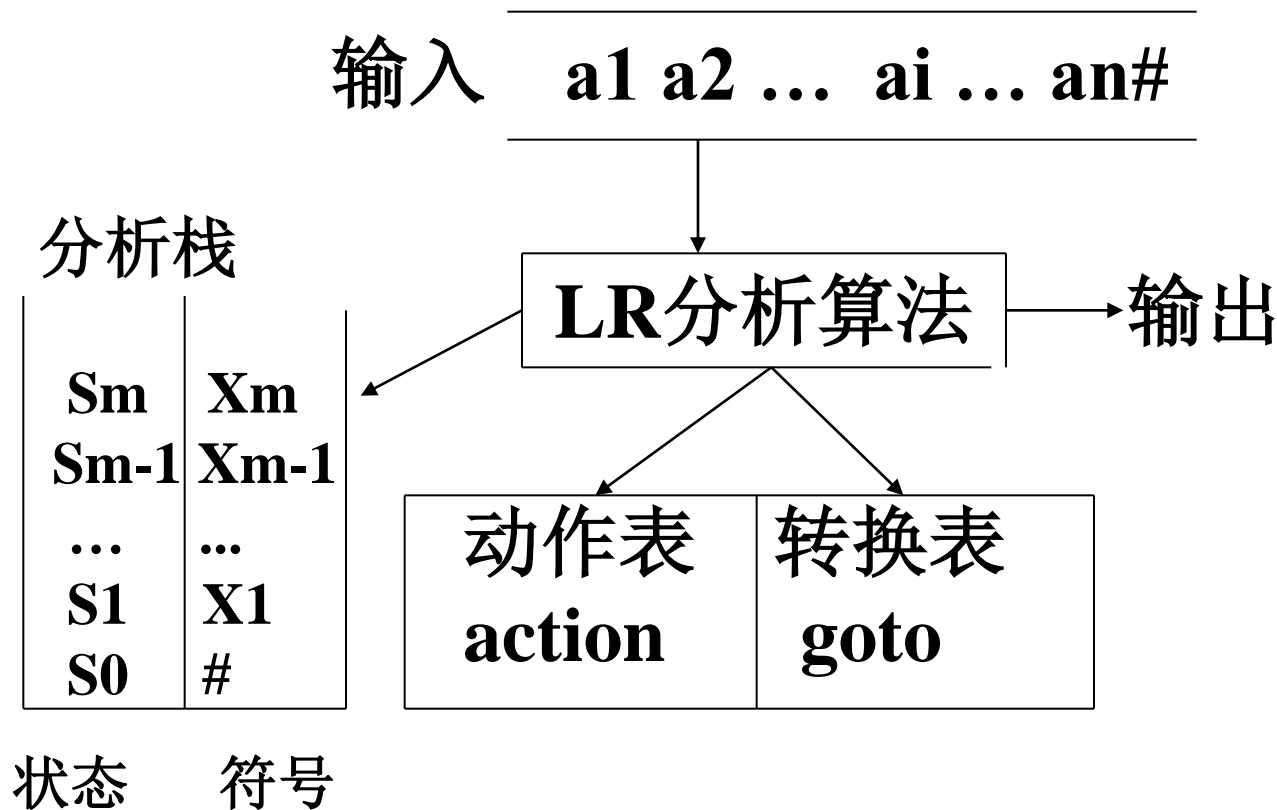 输入 a1 a2 … ai … an#
分析栈
LR分析算法
输出
Sm Xm
Sm-1 Xm-1
… ...
S1 X1
S0 #
状态 符号
动作表
action
转换表
goto